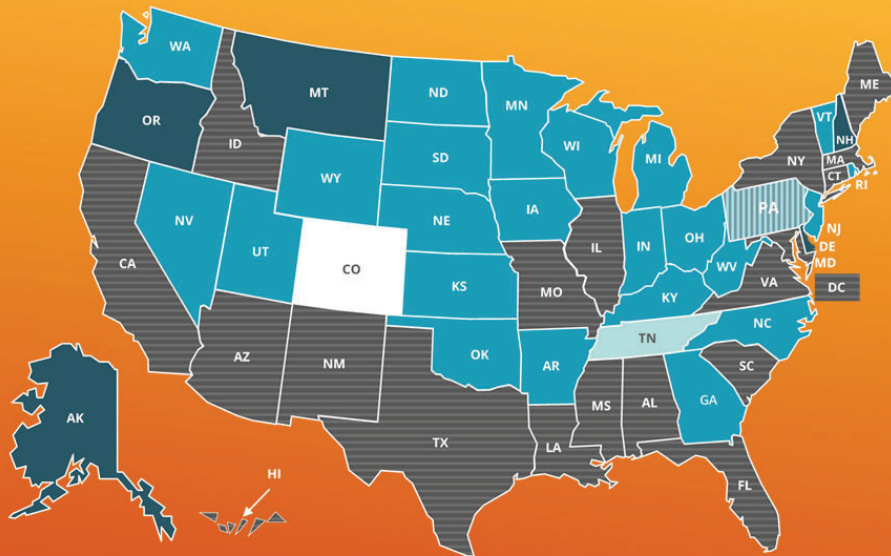 WA
MT
ND
MN
ME
VT
NH
OR
ID
WI
MI
NY
MA
CT
RI
SD
WY
IA
PA
NE
NV
UT
IL
IN
OH
NJ
DE
MD
CO
CA
KS
MO
WV
VA
DC
KY
NC
TN
AZ
NM
OK
AR
SC
MS
AL
GA
AK
TX
LA
HI
FL